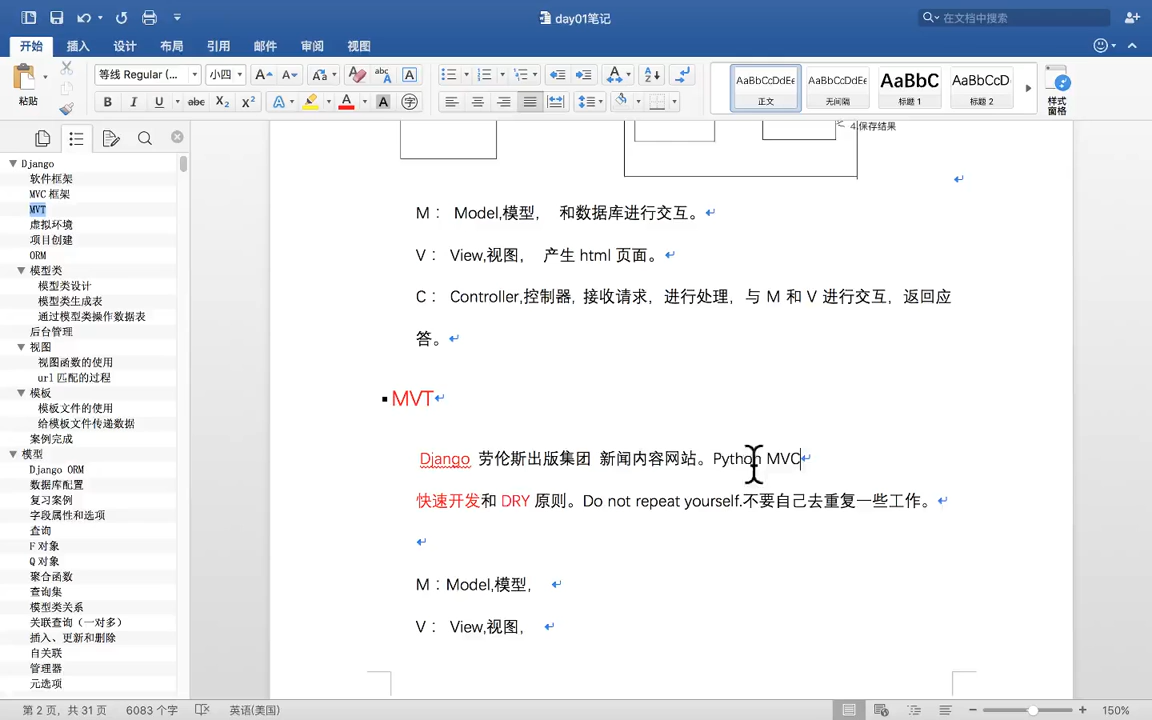 day01笔记
在文档中搜索
开始 插入 设计 布局 引用 邮件 审阅 视图
粘贴
等线 Regular (... 小四
AaBbCcDdEe AaBbCcDdEe AaBbC AaBbCcD
正文 无间隔 标题 1 标题 2
样式
窗格
Django
软件框架
MVC 框架
MVT
虚拟环境
项目创建
ORM
模型类
模型类设计
模型类生成表
通过模型类操作数据表
后台管理
视图
视图函数的使用
url 匹配的过程
模板
模板文件的使用
给模板文件传递数据
案例完成
模型
Django ORM
数据库配置
复习案例
字段属性和选项
查询
F 对象
Q 对象
聚合函数
查询集
模型类关系
关联查询（一对多）
插入、更新和删除
自关联
管理器
元选项
4.保存结果
M： Model,模型， 和数据库进行交互。
V： View,视图， 产生 html 页面。
C： Controller,控制器, 接收请求，进行处理，与 M 和 V 进行交互，返回应
答。
MVT
Django 劳伦斯出版集团 新闻内容网站。Python MVC
快速开发和 DRY 原则。Do not repeat yourself.不要自己去重复一些工作。
M：Model,模型，
V： View,视图，
第 2 页，共 31 页 6083 个字 英语(美国) 150%